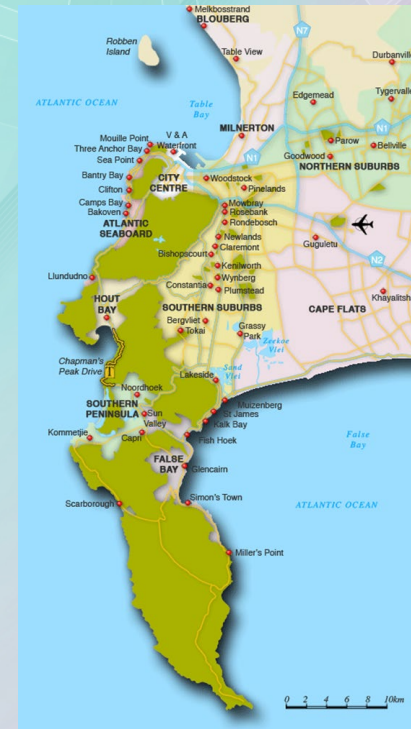 Melkbosstrand
BLOUBERG
N7
Robben
Island
Table View
Durbanvil
Edgemead
Tygervall
ATLANTIC OCEAN
Table
Bay
MILNERTON
N1
Mouille Point
V & A
Waterfront
Three Anchor Bay
Sea Point
N1
Parow
Bellville
Goodwood
NORTHERN SUBURBS
Bantry Bay
CITY
CENTRE
Woodstock
Clifton
Pinelands
Camps Bay
Bakoven
ATLANTIC
SEABOARD
Mowbray
Rosebank
Rondebosch
Newlands
Claremont
Bishopscourt
Guguletu
N2
Kenilworth
Wynberg
Llundudno
Constantia
Plumstead
Khayalitsh
HOUT
BAY
SOUTHERN SUBURBS
CAPE FLATS
Bergvliet
Tokai
Grassy
Park
Zeekoe
Vlei
Chapman's
Peak Drive
T
Lakeside
Sand
Vlei
Noordhoek
SOUTHERN
PENINSULA
Sun
Valley
Muizenberg
St James
Kalk Bay
Kommetjie
Capri
Fish Hoek
False
Bay
FALSE
BAY
Glencairn
Scarborough
Simon's Town
ATLANTIC OCEAN
Miller's Point
0 2 4 6 8 10km